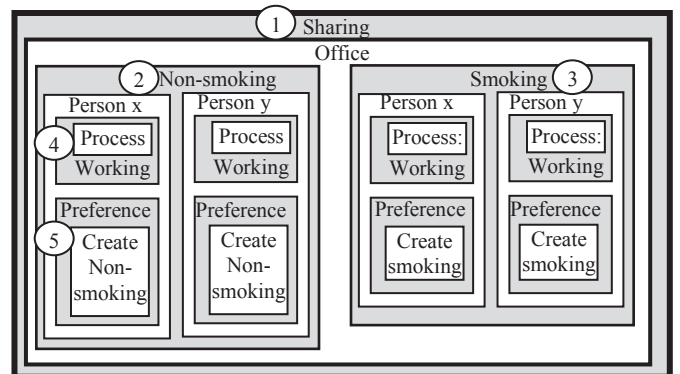 1 Sharing
Office
2 Non-smoking
Smoking 3
Person x
Person y
Person x
Person y
4 Process
Working
Process
Working
Process:
Working
Process:
Working
Preference
5 Create
Non-
smoking
Preference
Create
Non-
smoking
Preference
Create
smoking
Preference
Create
smoking